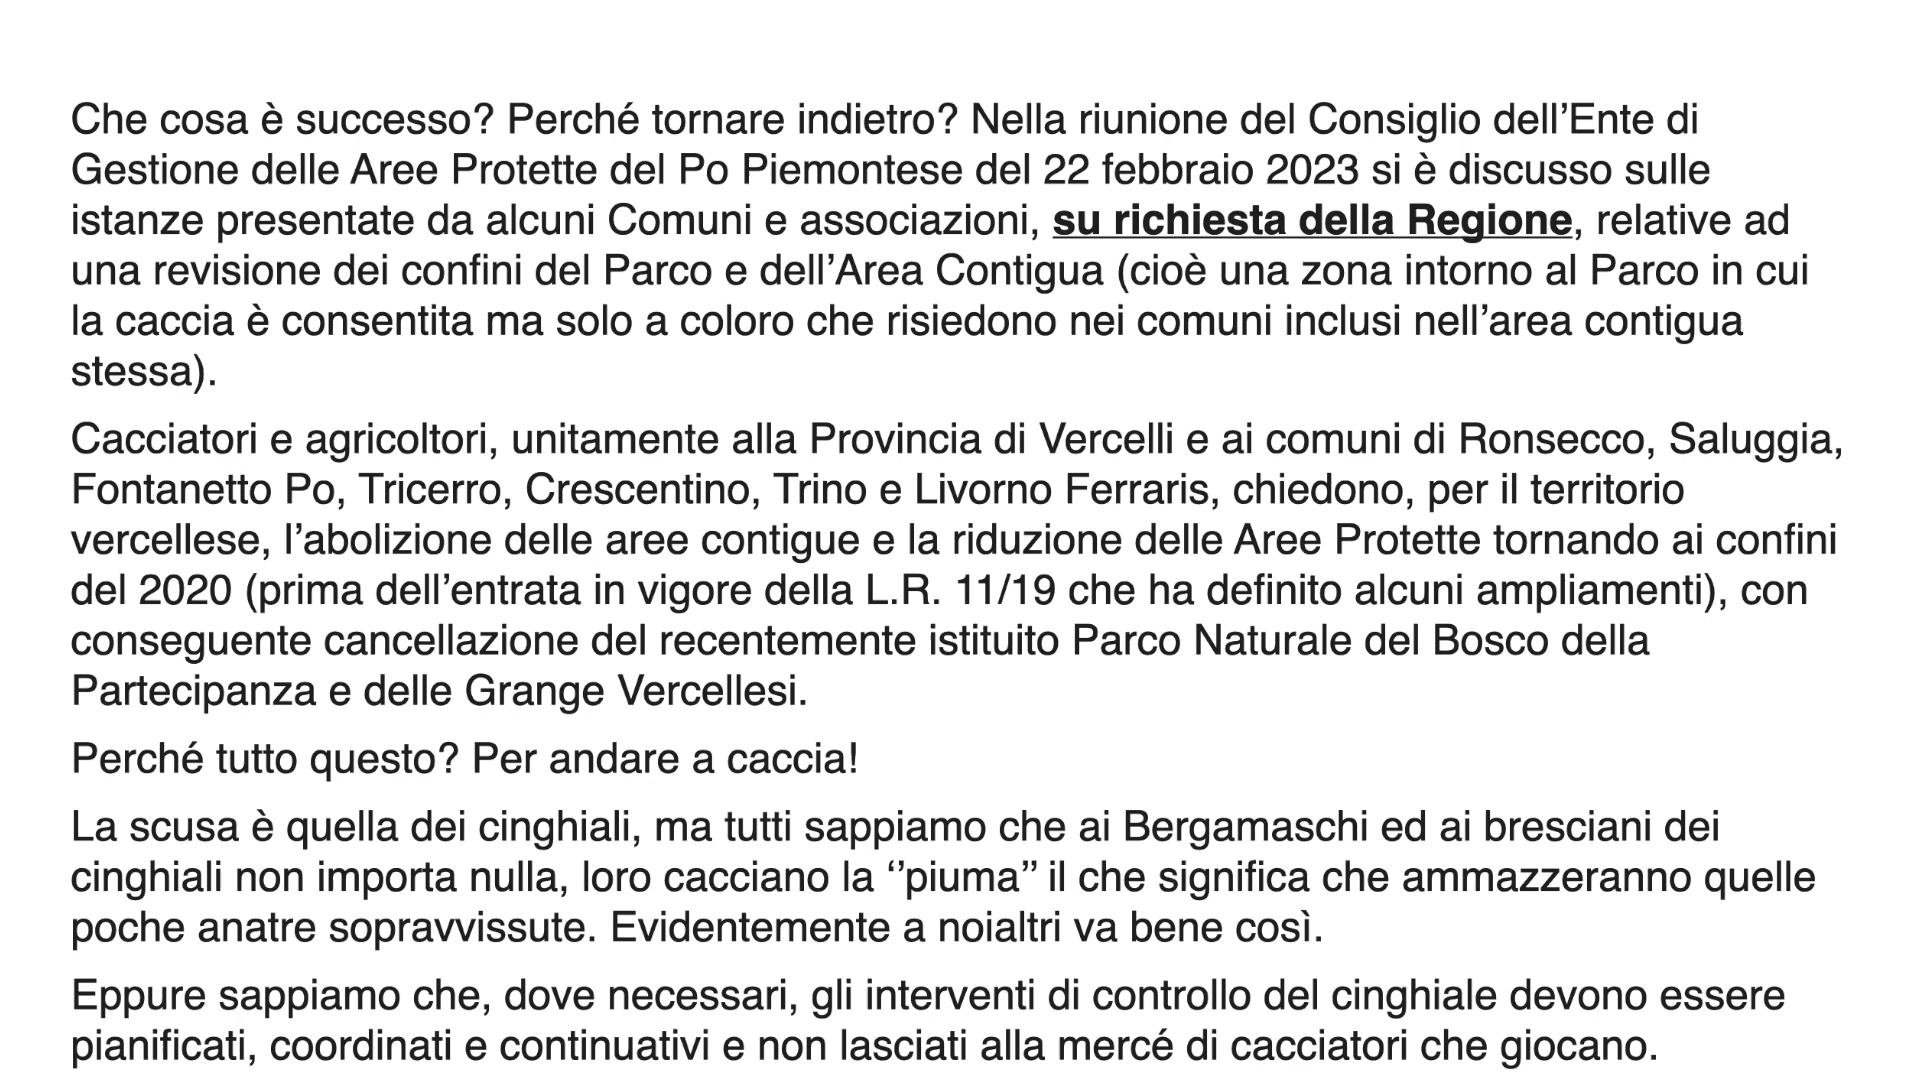 Che cosa è successo? Perché tornare indietro? Nella riunione del Consiglio dell’Ente di
Gestione delle Aree Protette del Po Piemontese del 22 febbraio 2023 si è discusso sulle
istanze presentate da alcuni Comuni e associazioni, su richiesta della Regione, relative ad
una revisione dei confini del Parco e dell’Area Contigua (cioè una zona intorno al Parco in cui
la caccia è consentita ma solo a coloro che risiedono nei comuni inclusi nell’area contigua
stessa).
Cacciatori e agricoltori, unitamente alla Provincia di Vercelli e ai comuni di Ronsecco, Saluggia,
Fontanetto Po, Tricerro, Crescentino, Trino e Livorno Ferraris, chiedono, per il territorio
vercellese, l’abolizione delle aree contigue e la riduzione delle Aree Protette tornando ai confini
del 2020 (prima dell’entrata in vigore della L.R. 11/19 che ha definito alcuni ampliamenti), con
conseguente cancellazione del recentemente istituito Parco Naturale del Bosco della
Partecipanza e delle Grange Vercellesi.
Perché tutto questo? Per andare a caccia!
La scusa è quella dei cinghiali, ma tutti sappiamo che ai Bergamaschi ed ai bresciani dei
cinghiali non importa nulla, loro cacciano la ‘’piuma’’ il che significa che ammazzeranno quelle
poche anatre sopravvissute. Evidentemente a noialtri va bene così.
Eppure sappiamo che, dove necessari, gli interventi di controllo del cinghiale devono essere
pianificati, coordinati e continuativi e non lasciati alla mercé di cacciatori che giocano.